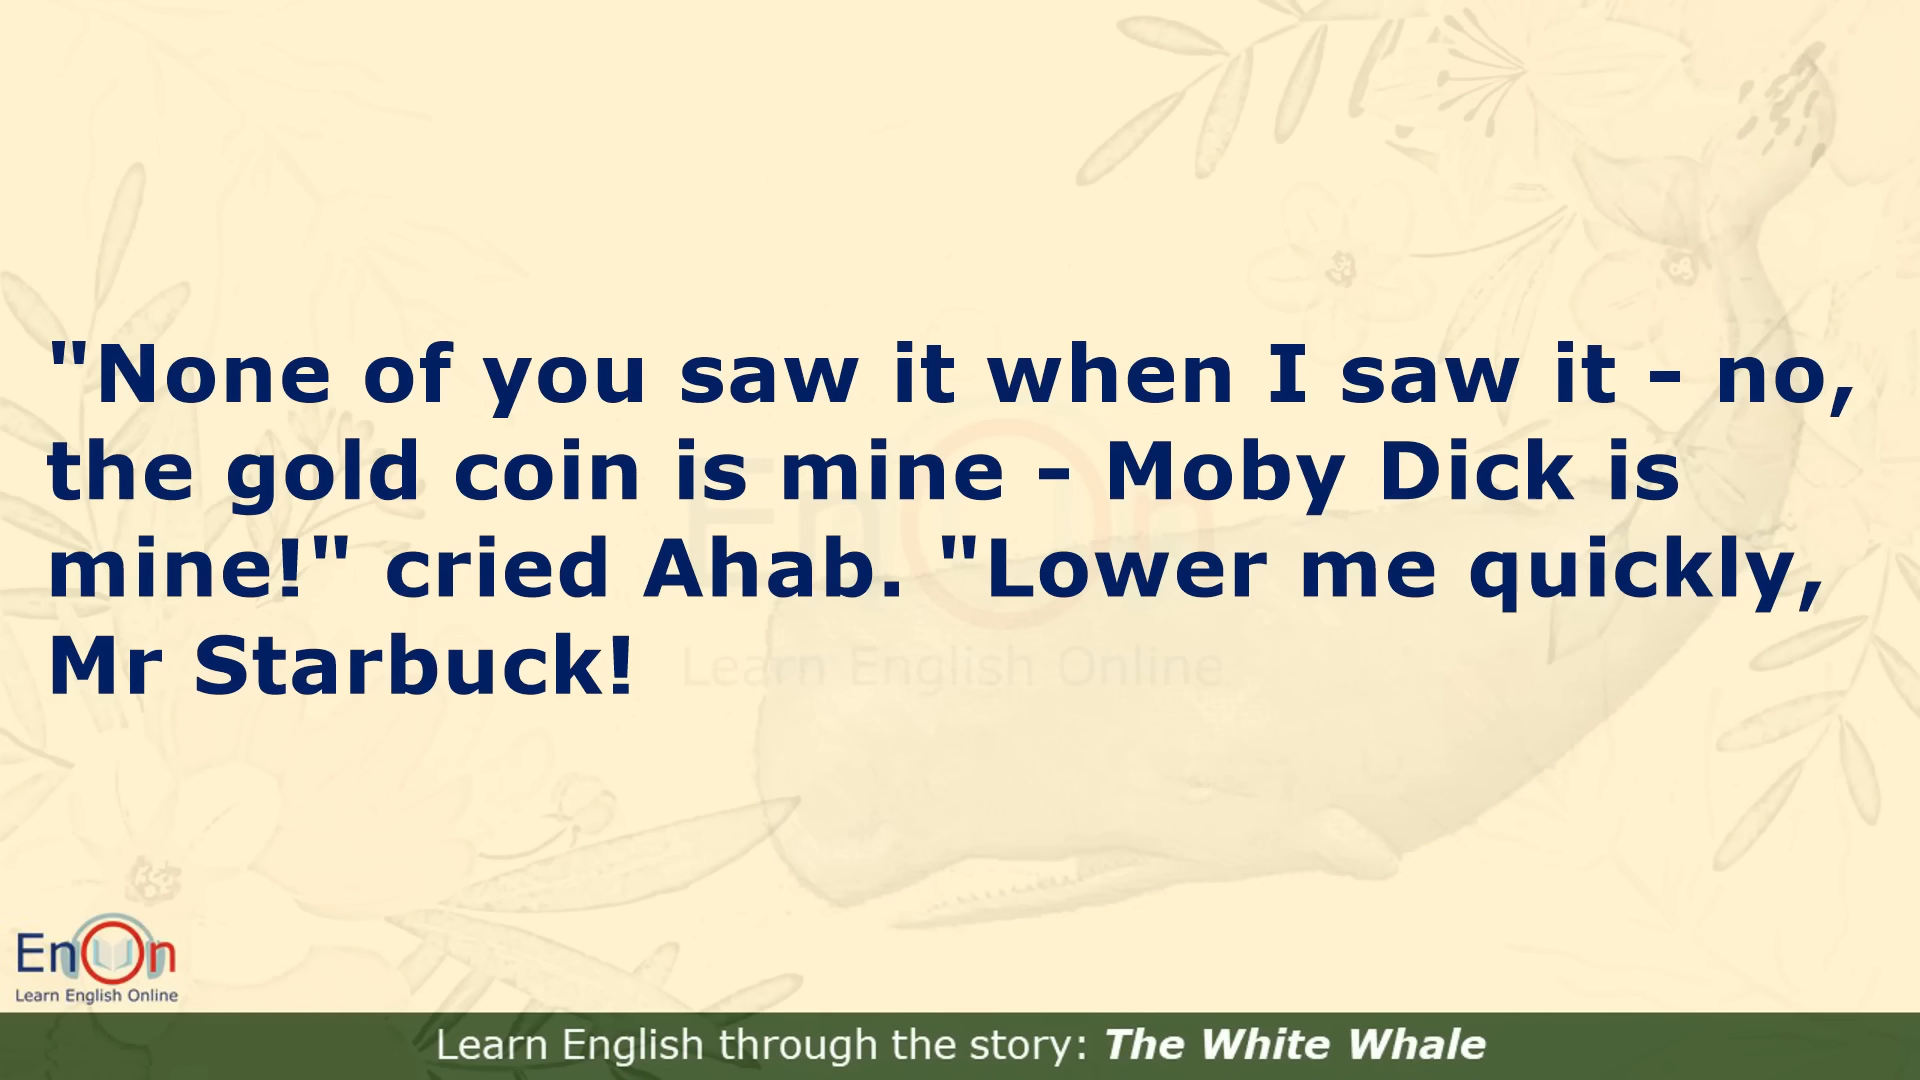 "None of you saw it when I saw it - no,
the gold coin is mine - Moby Dick is
mine!" cried Ahab. "Lower me quickly,
Mr Starbuck!
EnOn
Learn English Online
EnOn
Learn English Online
Learn English through the story: The White Whale